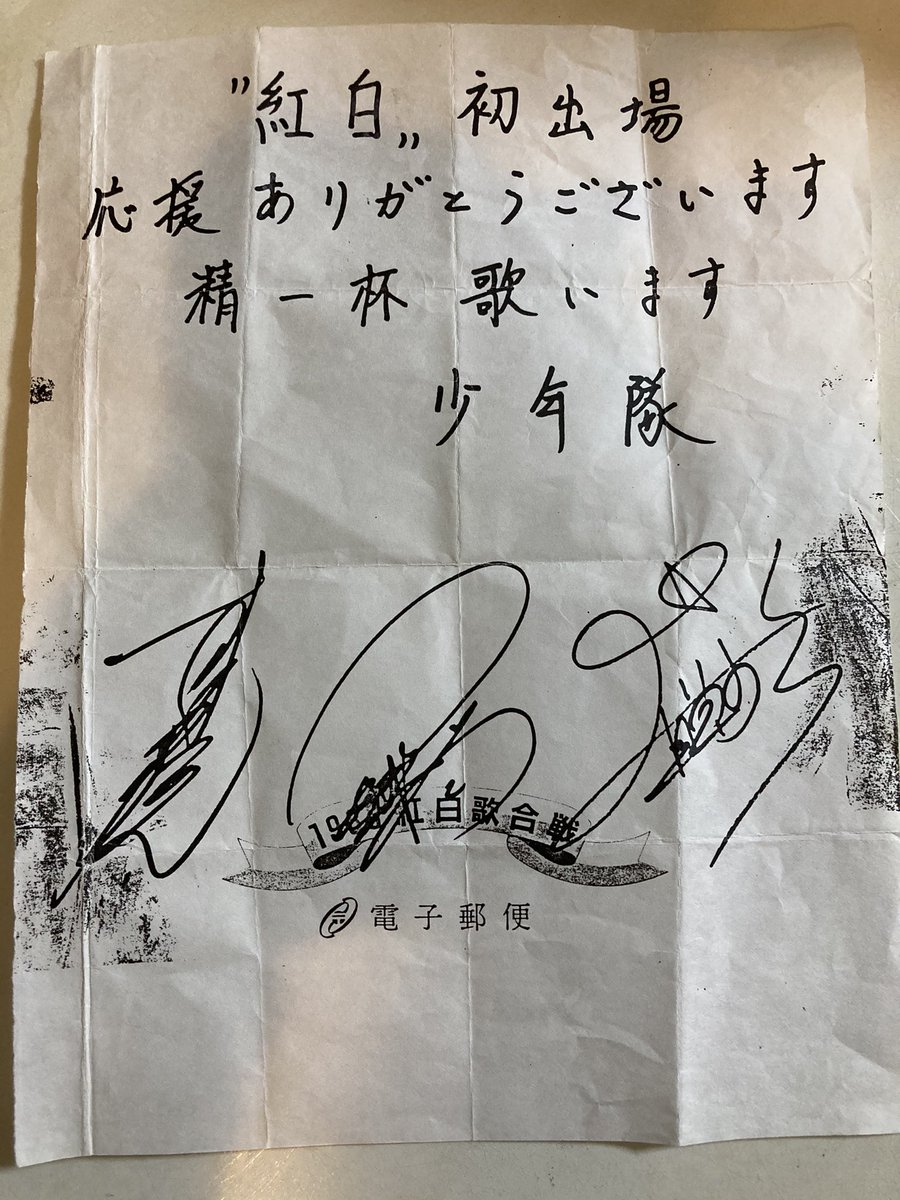 "紅白" 初出場
応援ありがとうございます
精一杯 歌います
少年隊
紅白歌合戦
電子郵便